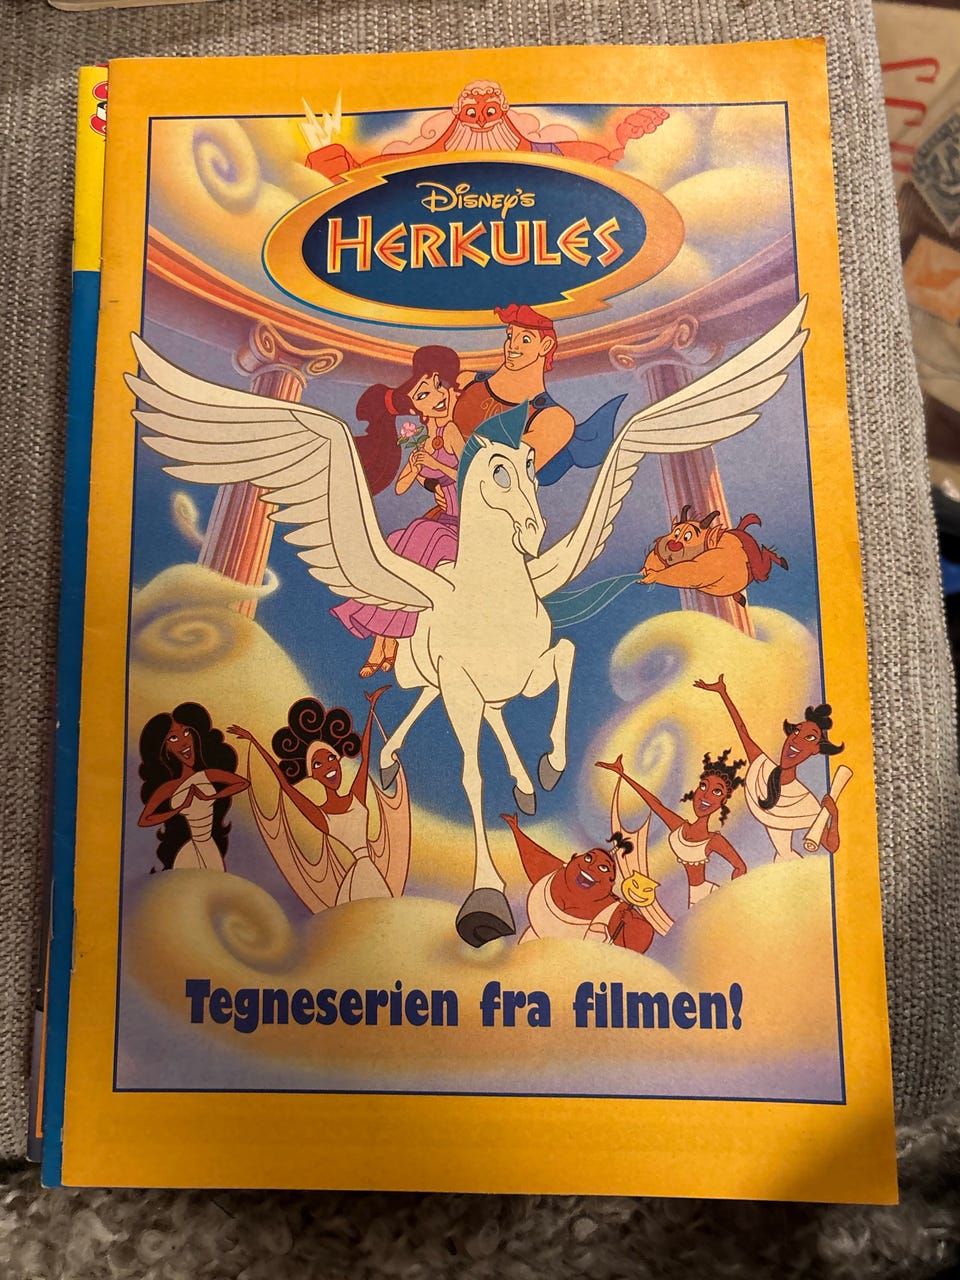 Disney's
HERKULES
Tegneserien fra filmen!